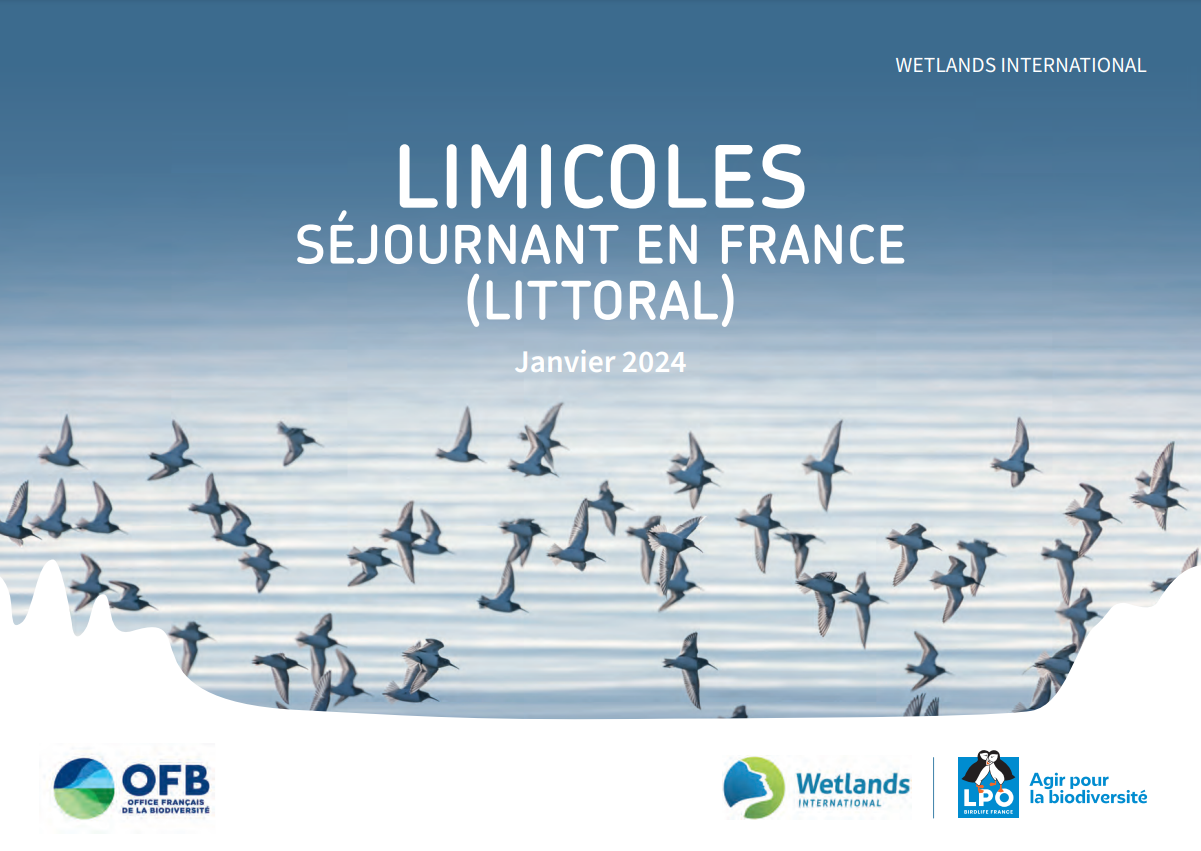 WETLANDS INTERNATIONAL
LIMICOLES
SÉJOURNANT EN FRANCE
(LITTORAL)
Janvier 2024
OFB
OFFICE FRANÇAIS
DE LA BIODIVERSITÉ
Wetlands
INTERNATIONAL
LPO
BIRDLIFE FRANCE
Agir pour
la biodiversité